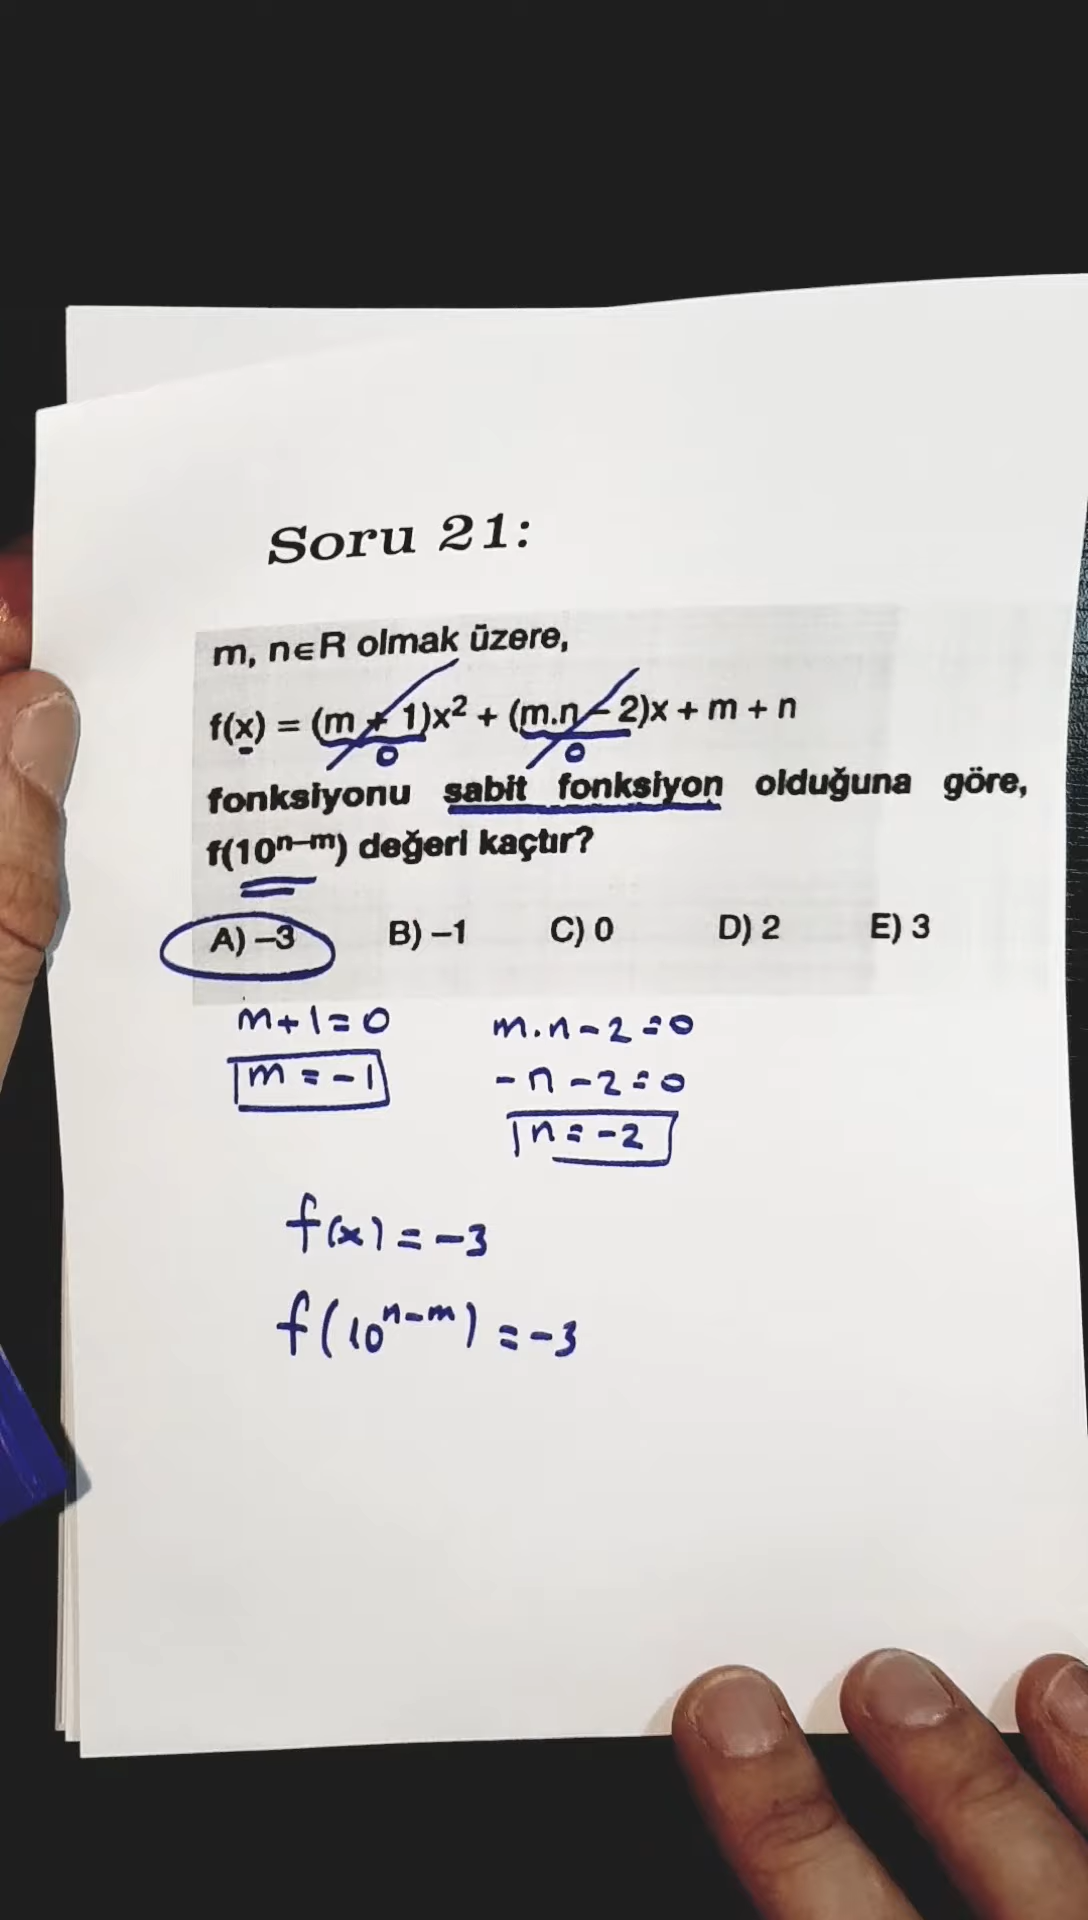 Soru 21:
m, n∈R olmak üzere,
f(x) = (m + 1)x² + (m.n – 2)x + m + n
0 0
fonksiyonu sabit fonksiyon olduğuna göre,
f(10ⁿ⁻ᵐ) değeri kaçtır?
A) –3 B) –1 C) 0 D) 2 E) 3
m+1=0 m.n-2=0
m=-1 -n-2=0
n=-2
f(x)=-3
f(10ⁿ⁻ᵐ)=-3